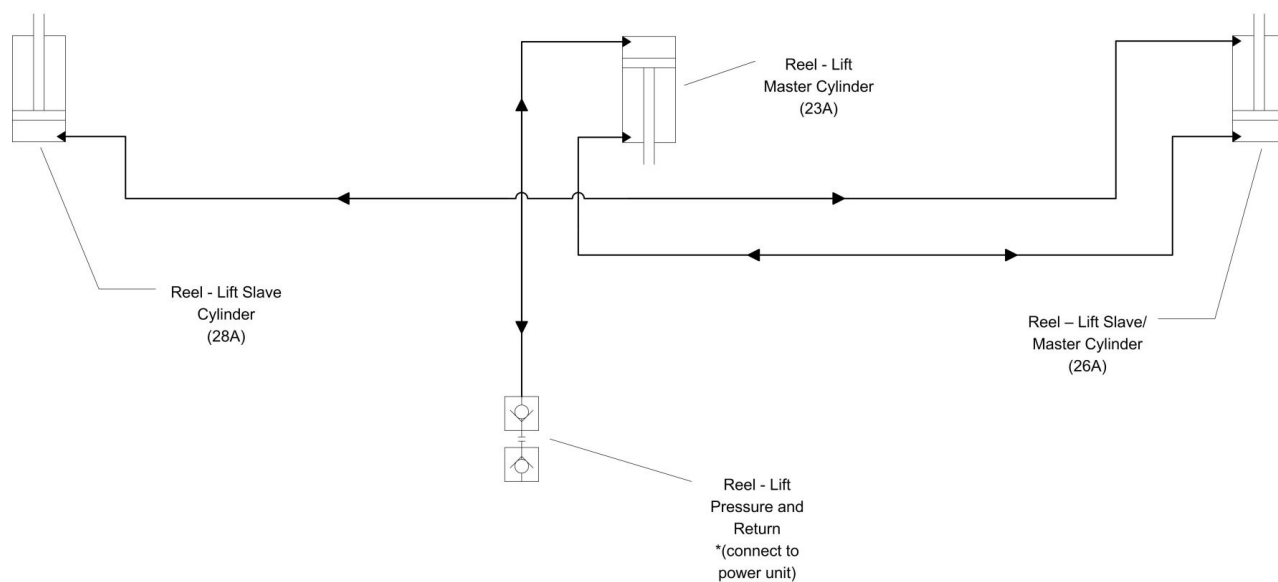 Reel - Lift
Master Cylinder
(23A)
Reel - Lift Slave
Cylinder
(28A)
Reel – Lift Slave/
Master Cylinder
(26A)
Reel - Lift
Pressure and
Return
*(connect to
power unit)